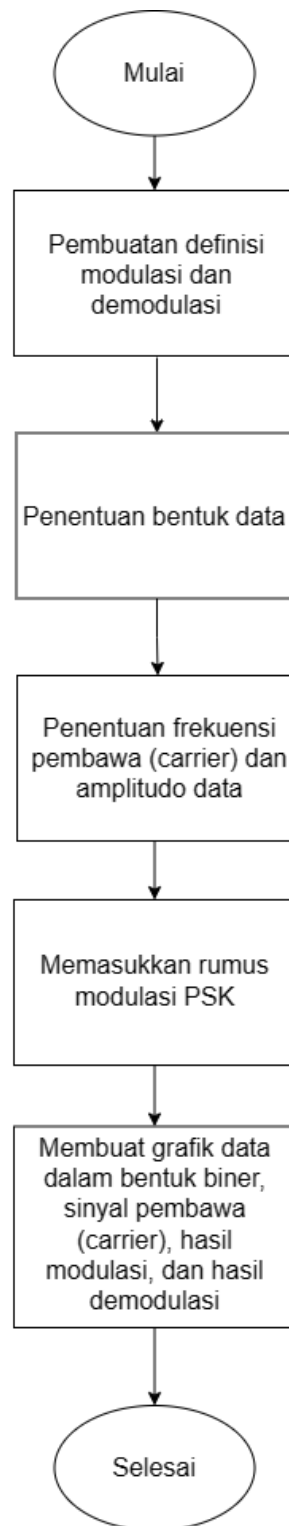 Mulai
Pembuatan definisi
modulasi dan
demodulasi
Penentuan bentuk data
Penentuan frekuensi
pembawa (carrier) dan
amplitudo data
Memasukkan rumus
modulasi PSK
Membuat grafik data
dalam bentuk biner,
sinyal pembawa
(carrier), hasil
modulasi, dan hasil
demodulasi
Selesai